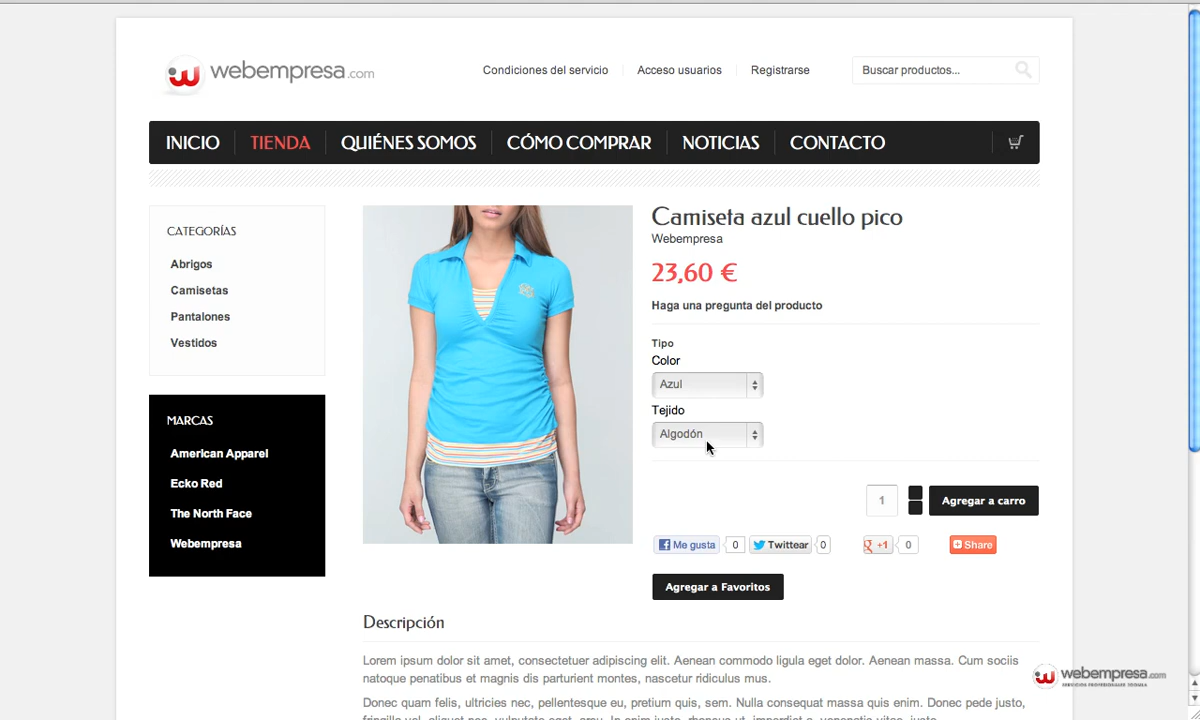 webempresa.com
Condiciones del servicio
Acceso usuarios
Registrarse
Buscar productos...
INICIO
TIENDA
QUIÉNES SOMOS
CÓMO COMPRAR
NOTICIAS
CONTACTO
CATEGORÍAS
Abrigos
Camisetas
Pantalones
Vestidos
MARCAS
American Apparel
Ecko Red
The North Face
Webempresa
Camiseta azul cuello pico
Webempresa
23,60 €
Haga una pregunta del producto
Tipo
Color
Azul
Tejido
Algodón
1
Agregar a carro
Me gusta 0
Twittear 0
+1 0
Share
Agregar a Favoritos
Descripción
Lorem ipsum dolor sit amet, consectetuer adipiscing elit. Aenean commodo ligula eget dolor. Aenean massa. Cum sociis
natoque penatibus et magnis dis parturient montes, nascetur ridiculus mus.
Donec quam felis, ultricies nec, pellentesque eu, pretium quis, sem. Nulla consequat massa quis enim. Donec pede justo,
webempresa.com
SERVICIOS PROFESIONALES JOOMLA